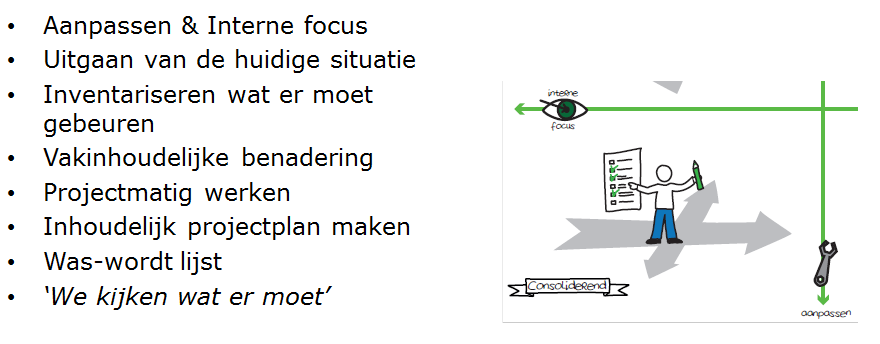 • Aanpassen & Interne focus
• Uitgaan van de huidige situatie
• Inventariseren wat er moet
gebeuren
• Vakinhoudelijke benadering
• Projectmatig werken
• Inhoudelijk projectplan maken
• Was-wordt lijst
• ‘We kijken wat er moet’
interne
focus
Consoliderend
aanpassen